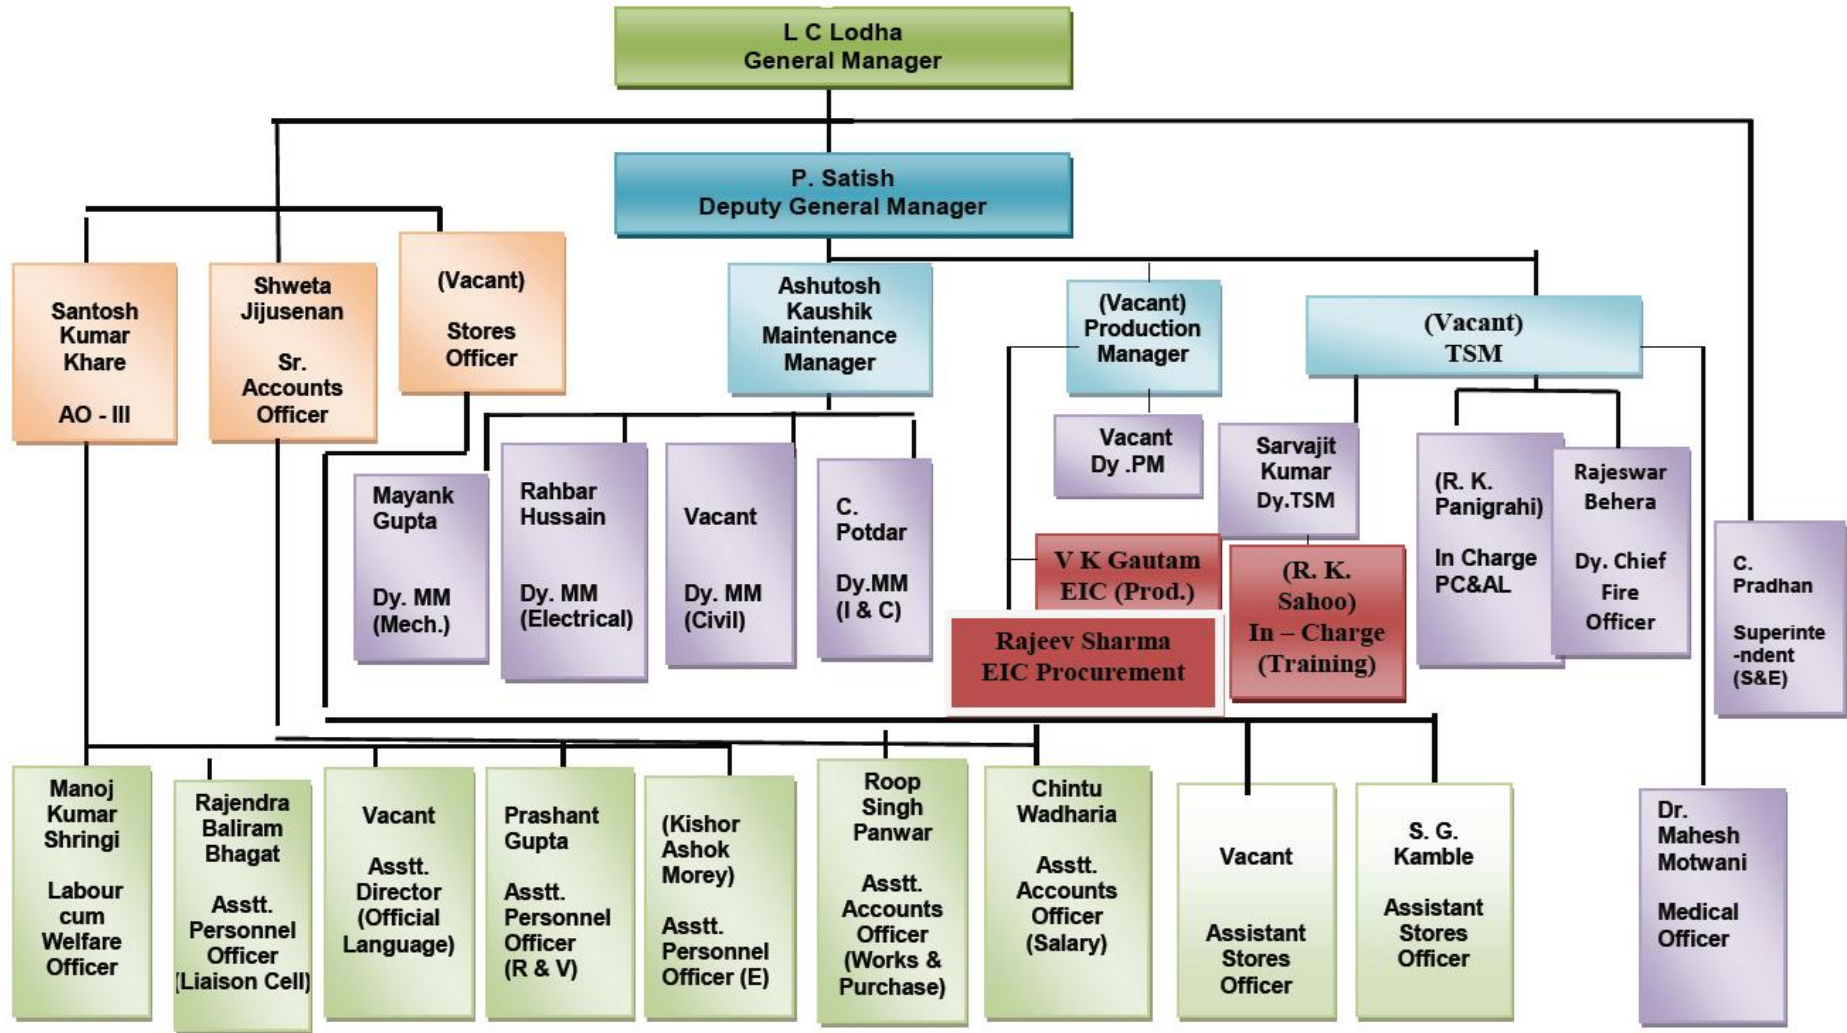 L C Lodha
General Manager
P. Satish
Deputy General Manager
Santosh
Kumar
Khare
AO - III
Shweta
Jijusenan
Sr.
Accounts
Officer
(Vacant)
Stores
Officer
Ashutosh
Kaushik
Maintenance
Manager
(Vacant)
Production
Manager
(Vacant)
TSM
Mayank
Gupta
Dy. MM
(Mech.)
Rahbar
Hussain
Dy. MM
(Electrical)
Vacant
Dy. MM
(Civil)
C.
Potdar
Dy.MM
(I & C)
Vacant
Dy .PM
Sarvajit
Kumar
Dy.TSM
(R. K.
Panigrahi)
In Charge
PC&AL
Rajeswar
Behera
Dy. Chief
Fire
Officer
C.
Pradhan
Superinte
-ndent
(S&E)
V K Gautam
EIC (Prod.)
Rajeev Sharma
EIC Procurement
(R. K.
Sahoo)
In – Charge
(Training)
Manoj
Kumar
Shringi
Labour
cum
Welfare
Officer
Rajendra
Baliram
Bhagat
Asstt.
Personnel
Officer
(Liaison Cell)
Vacant
Asstt.
Director
(Official
Language)
Prashant
Gupta
Asstt.
Personnel
Officer
(R & V)
(Kishor
Ashok
Morey)
Asstt.
Personnel
Officer (E)
Roop
Singh
Panwar
Asstt.
Accounts
Officer
(Works &
Purchase)
Chintu
Wadharia
Asstt.
Accounts
Officer
(Salary)
Vacant
Assistant
Stores
Officer
S. G.
Kamble
Assistant
Stores
Officer
Dr.
Mahesh
Motwani
Medical
Officer